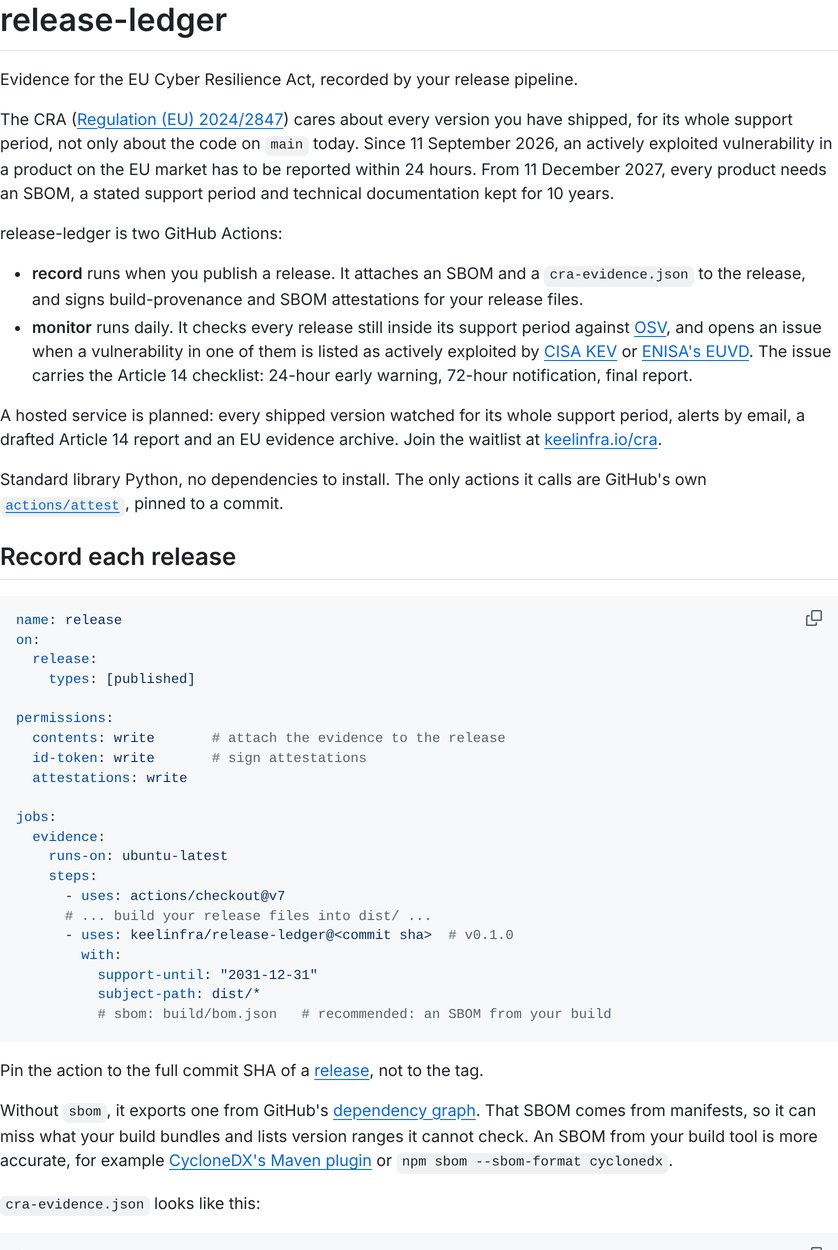 release-ledger
Evidence for the EU Cyber Resilience Act, recorded by your release pipeline.
The CRA (Regulation (EU) 2024/2847) cares about every version you have shipped, for its whole support
period, not only about the code on main today. Since 11 September 2026, an actively exploited vulnerability in
a product on the EU market has to be reported within 24 hours. From 11 December 2027, every product needs
an SBOM, a stated support period and technical documentation kept for 10 years.
release-ledger is two GitHub Actions:
• record runs when you publish a release. It attaches an SBOM and a cra-evidence.json to the release,
and signs build-provenance and SBOM attestations for your release files.
• monitor runs daily. It checks every release still inside its support period against OSV, and opens an issue
when a vulnerability in one of them is listed as actively exploited by CISA KEV or ENISA's EUVD. The issue
carries the Article 14 checklist: 24-hour early warning, 72-hour notification, final report.
A hosted service is planned: every shipped version watched for its whole support period, alerts by email, a
drafted Article 14 report and an EU evidence archive. Join the waitlist at keelinfra.io/cra.
Standard library Python, no dependencies to install. The only actions it calls are GitHub's own
actions/attest, pinned to a commit.
Record each release
name: release
on:
  release:
    types: [published]
permissions:
  contents: write       # attach the evidence to the release
  id-token: write       # sign attestations
  attestations: write
jobs:
  evidence:
    runs-on: ubuntu-latest
    steps:
      - uses: actions/checkout@v7
      # ... build your release files into dist/ ...
      - uses: keelinfra/release-ledger@<commit sha>  # v0.1.0
        with:
          support-until: "2031-12-31"
          subject-path: dist/*
          # sbom: build/bom.json   # recommended: an SBOM from your build
Pin the action to the full commit SHA of a release, not to the tag.
Without sbom, it exports one from GitHub's dependency graph. That SBOM comes from manifests, so it can
miss what your build bundles and lists version ranges it cannot check. An SBOM from your build tool is more
accurate, for example CycloneDX's Maven plugin or npm sbom --sbom-format cyclonedx.
cra-evidence.json looks like this: